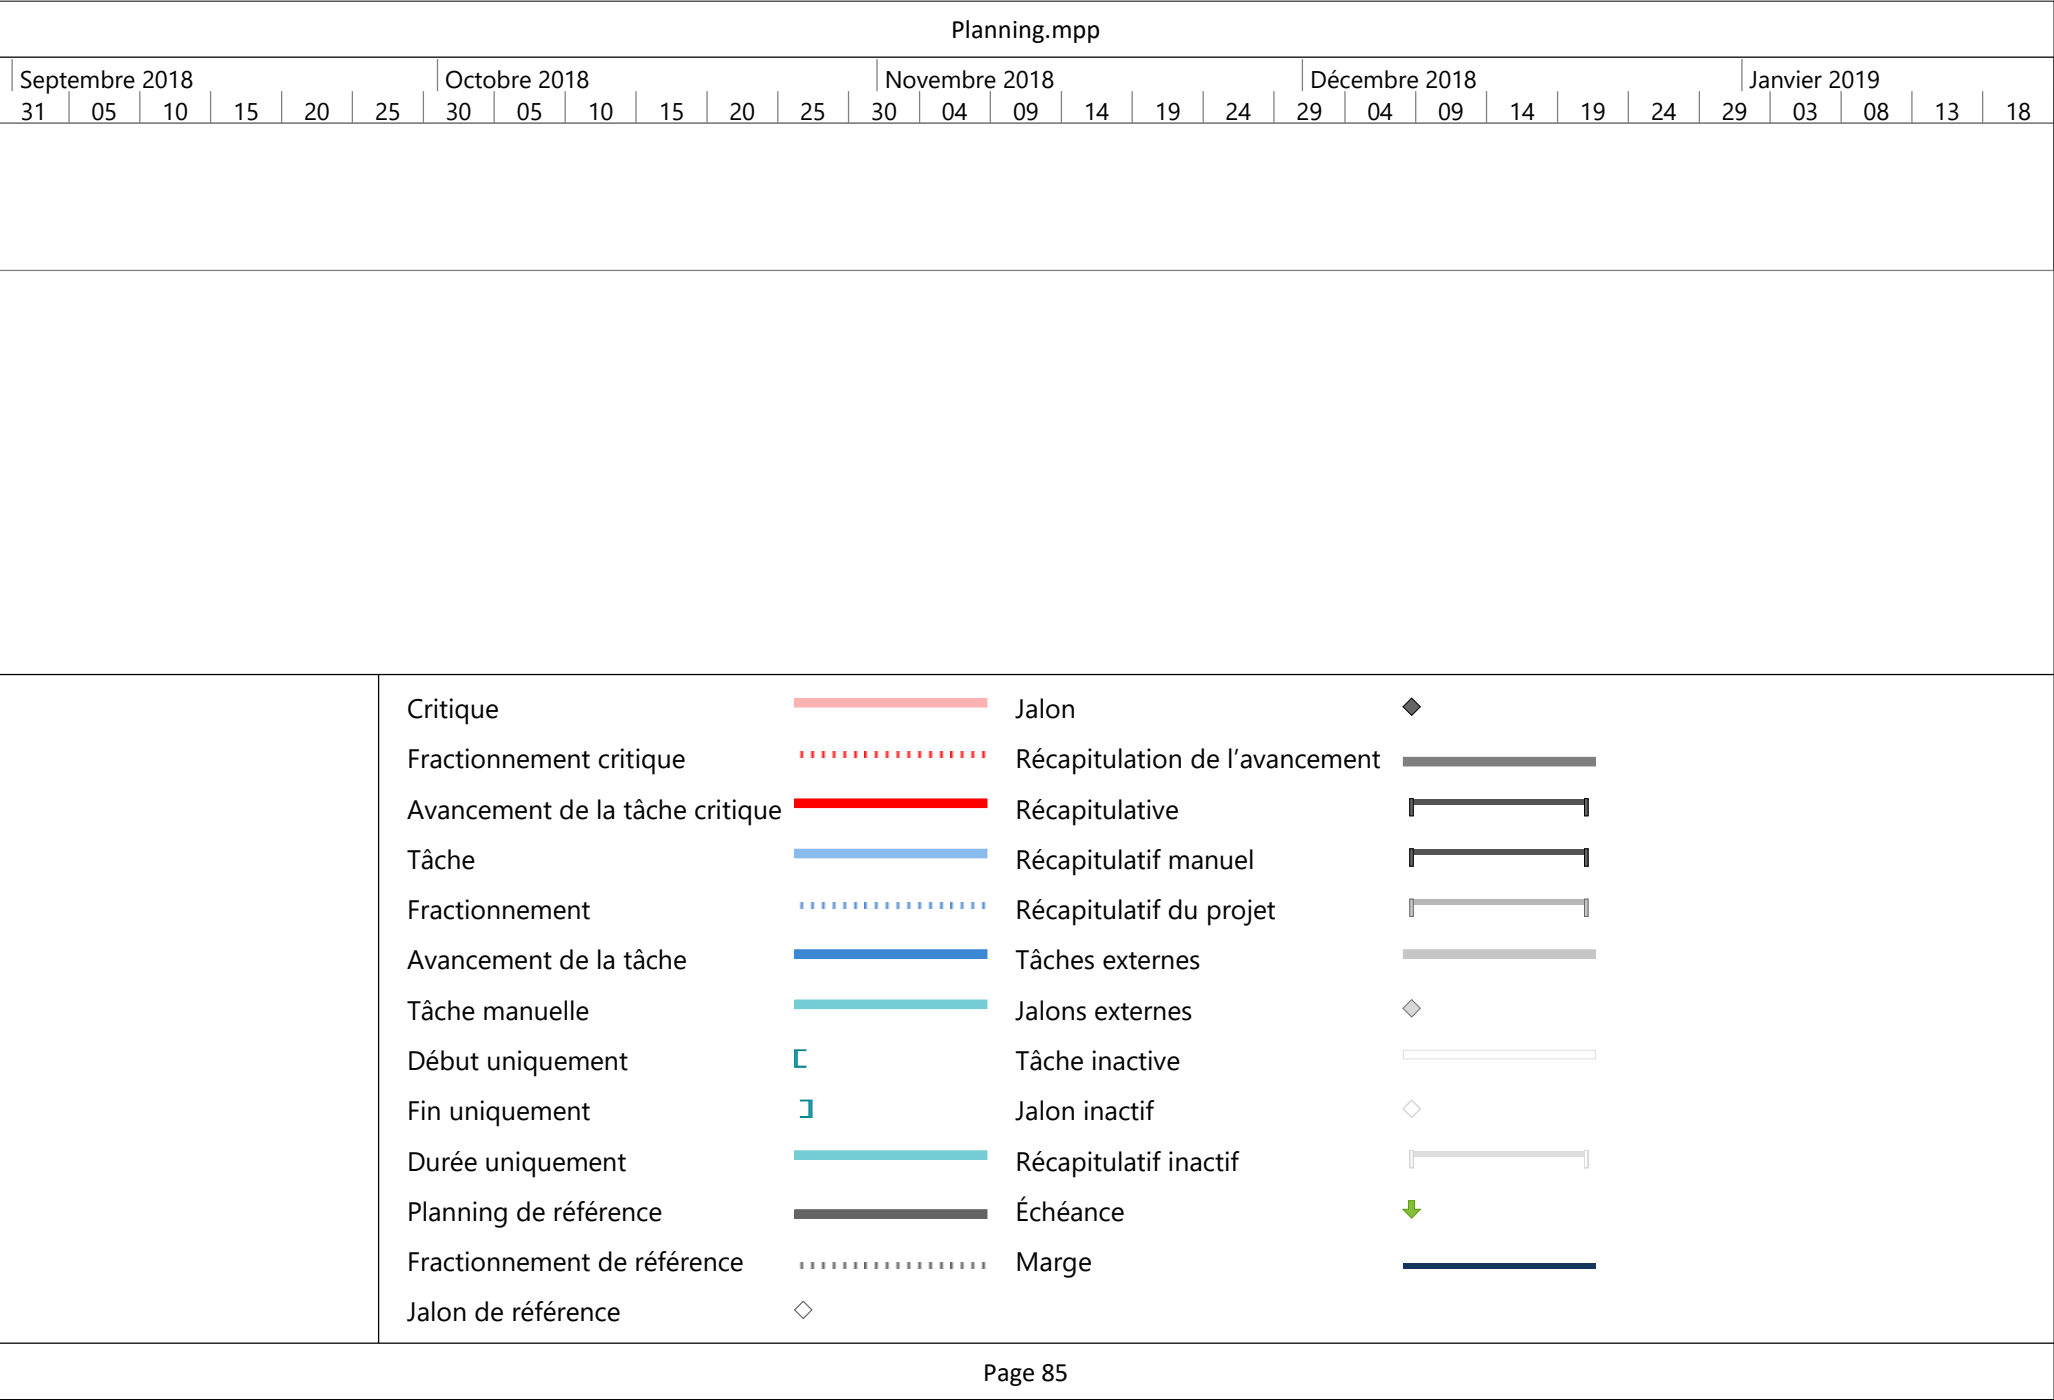 Planning.mpp
Septembre 2018 Octobre 2018 Novembre 2018 Décembre 2018 Janvier 2019
31 05 10 15 20 25 30 05 10 15 20 25 30 04 09 14 19 24 29 04 09 14 19 24 29 03 08 13 18
Critique
Fractionnement critique
Avancement de la tâche critique
Tâche
Fractionnement
Avancement de la tâche
Tâche manuelle
Début uniquement
Fin uniquement
Durée uniquement
Planning de référence
Fractionnement de référence
Jalon de référence
Jalon
Récapitulation de l'avancement
Récapitulative
Récapitulatif manuel
Récapitulatif du projet
Tâches externes
Jalons externes
Tâche inactive
Jalon inactif
Récapitulatif inactif
Échéance
Marge
Page 85